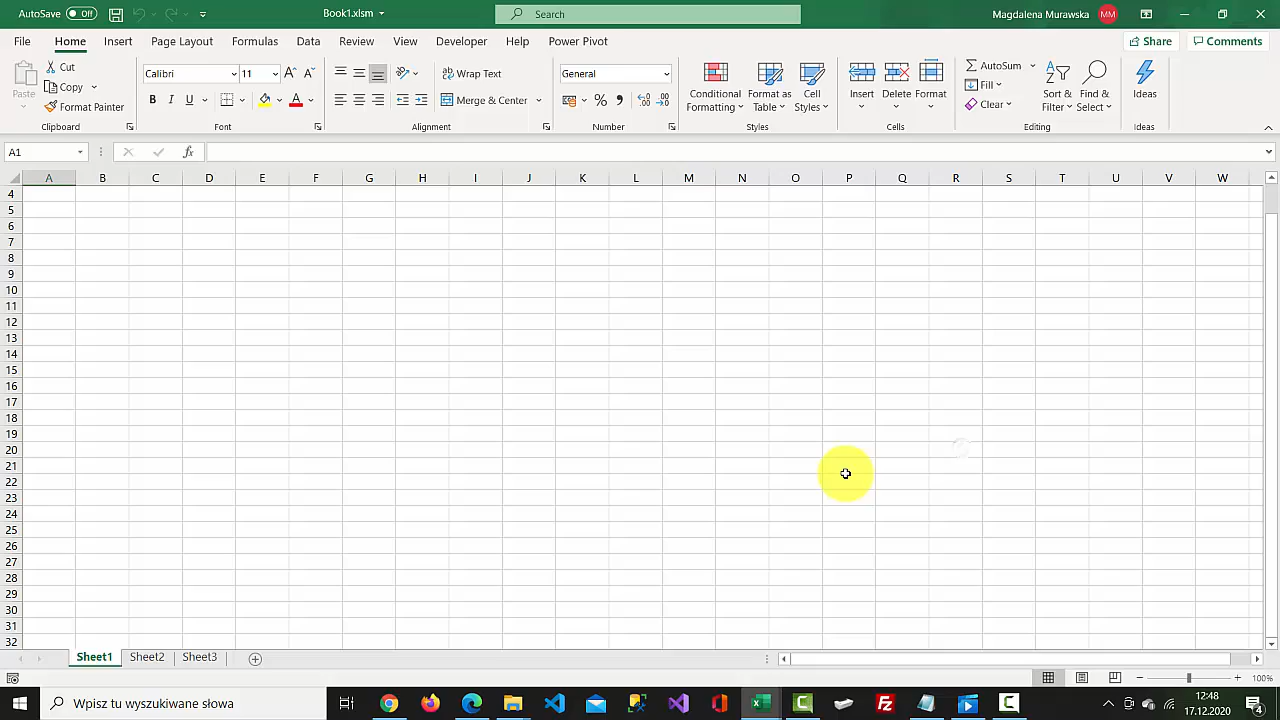 AutoSave Off Book1.xlsm Search Magdalena Murawska MM
File Home Insert Page Layout Formulas Data Review View Developer Help Power Pivot Share Comments
Paste Cut Copy Format Painter Clipboard
Calibri 11 B I U A Font
Wrap Text Merge & Center Alignment
General % Number
Conditional Formatting Format as Table Cell Styles Styles
Insert Delete Format Cells
AutoSum Fill Clear Sort & Filter Find & Select Editing
Ideas Ideas
A1 fx
A B C D E F G H I J K L M N O P Q R S T U V W
4
5
6
7
8
9
10
11
12
13
14
15
16
17
18
19
20
21
22
23
24
25
26
27
28
29
30
31
32
Sheet1 Sheet2 Sheet3
100%
Wpisz tu wyszukiwane słowa
12:48
17.12.2020